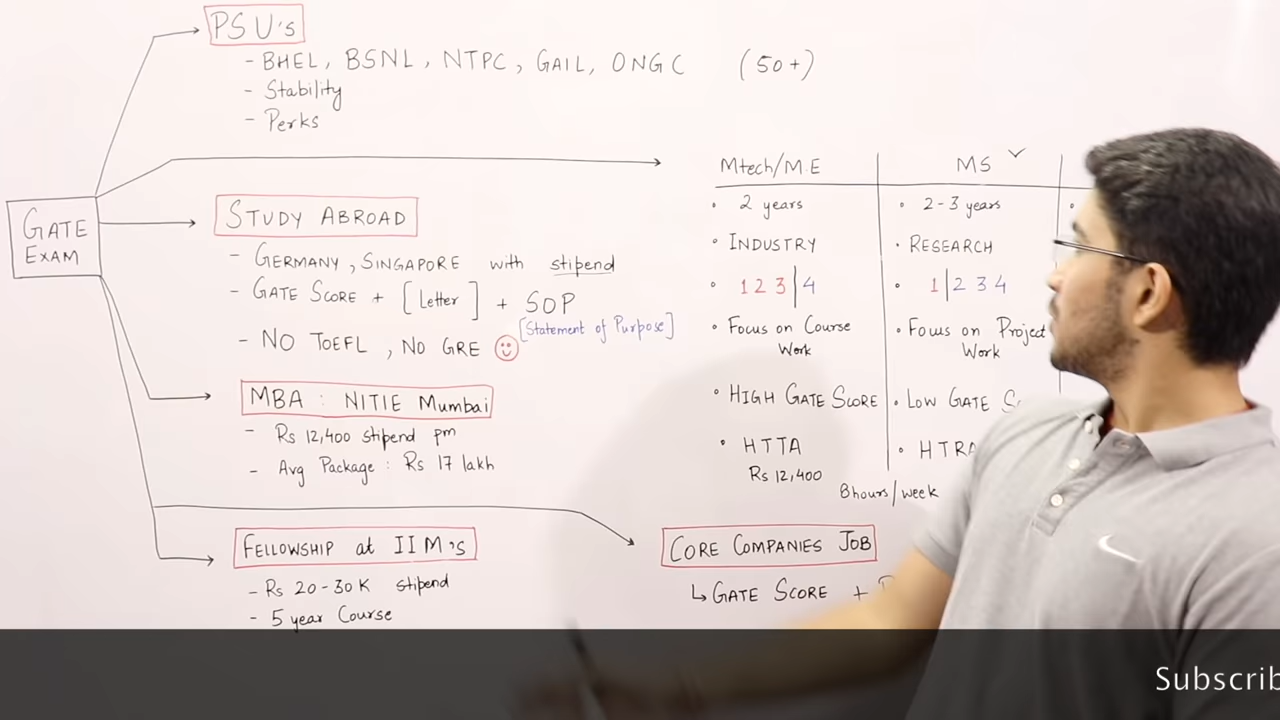 PSU's
- BHEL, BSNL, NTPC, GAIL, ONGC (50+)
- Stability
- Perks
GATE
EXAM
STUDY ABROAD
- GERMANY, SINGAPORE with stipend
- GATE SCORE + [Letter] + SOP
[Statement of Purpose]
- NO TOEFL, NO GRE
MBA : NITIE Mumbai
- Rs 12,400 stipend pm
- Avg Package : Rs 17 lakh
FELLOWSHIP at IIM's
- Rs 20-30K stipend
- 5 year Course
Mtech/M.E
• 2 years
• INDUSTRY
• 1 2 3 | 4
• Focus on Course
Work
• HIGH GATE SCORE
• HTTA
Rs 12,400
8hours/week
MS ✓
• 2-3 years
• RESEARCH
1 | 2 3 4
• Focus on Project
Work
• LOW GATE
• HTRA
CORE COMPANIES JOB
↳ GATE SCORE +
Subscrib